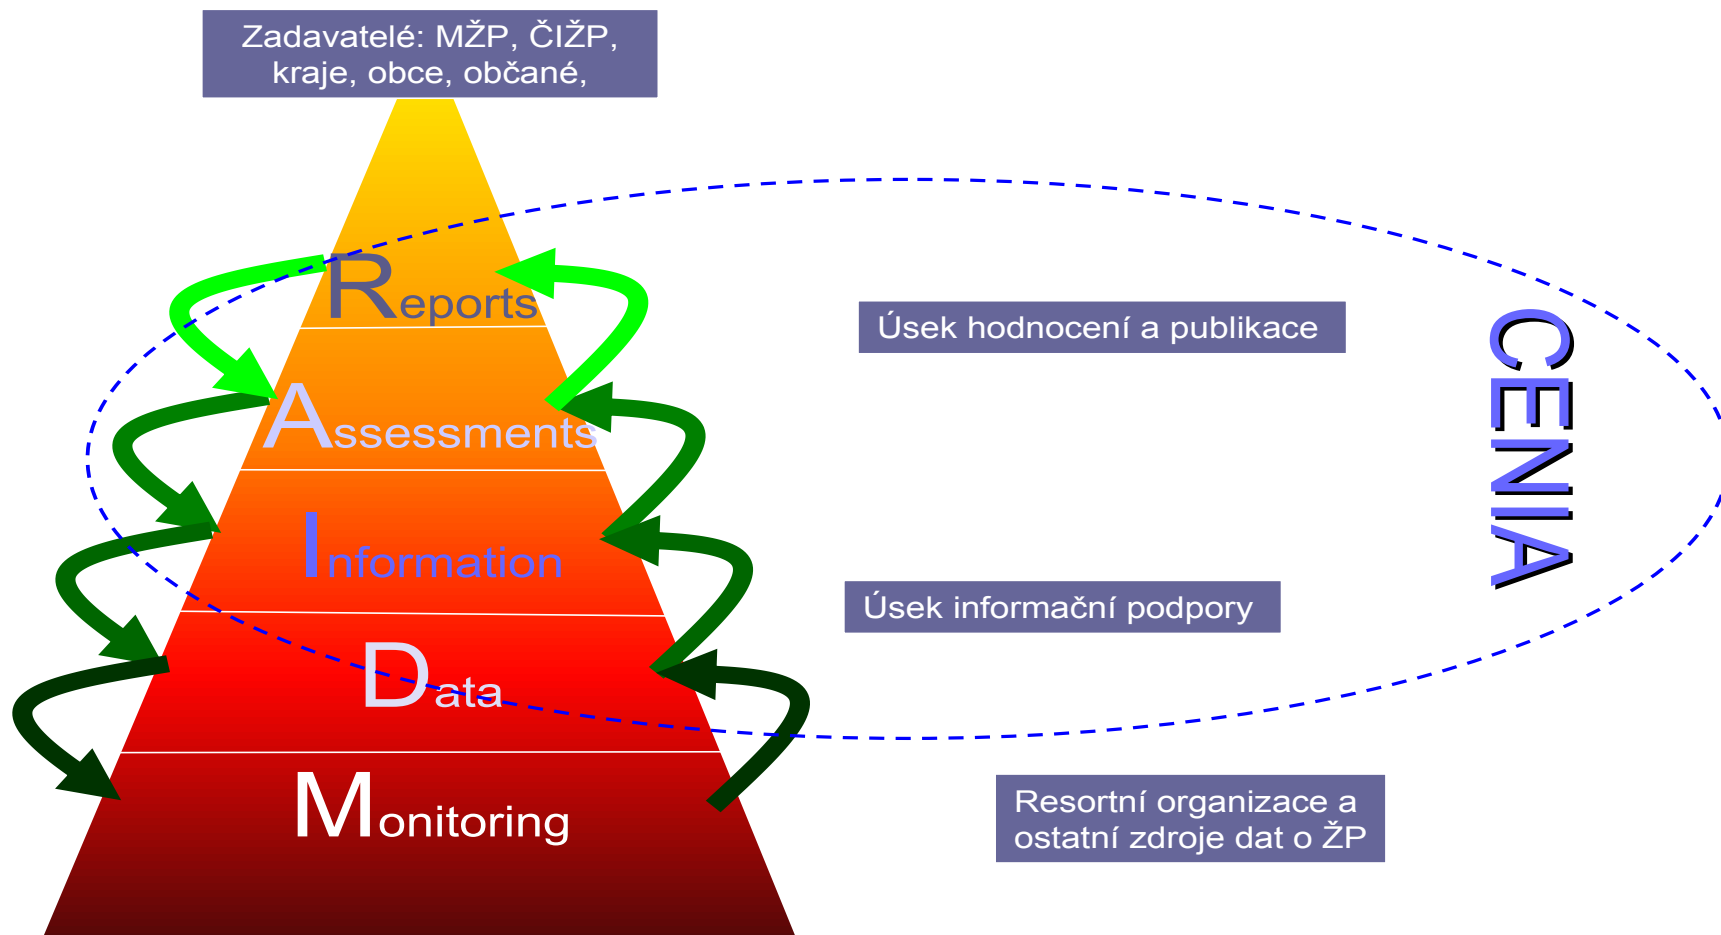 Zadavatelé: MŽP, ČIŽP,
kraje, obce, občané,
Reports
Úsek hodnocení a publikace
Assessments
Information
Úsek informační podpory
Data
Monitoring
Resortní organizace a
ostatní zdroje dat o ŽP
CENIA